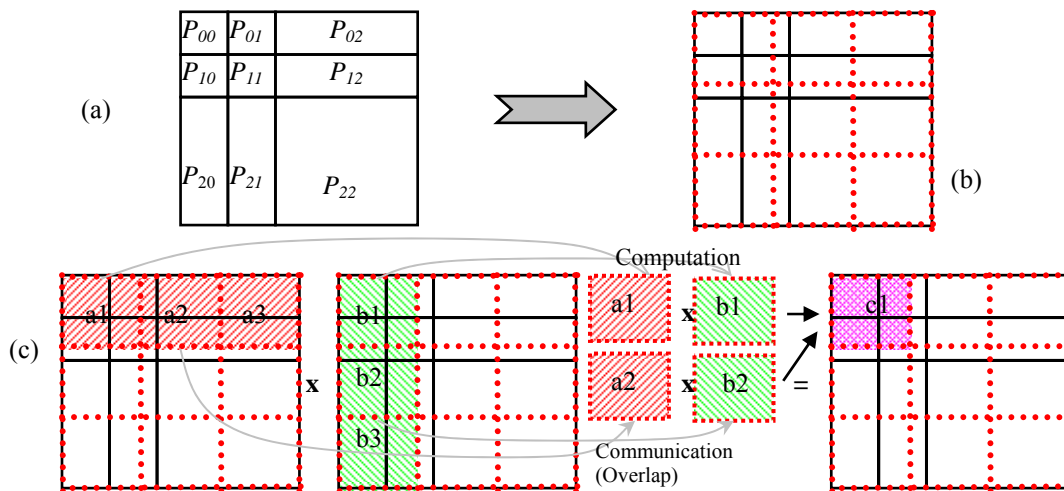 P00 P01 P02
P10 P11 P12
(a)
P20 P21 P22
(b)
Computation
a1 a2 a3
b1
a1 x b1
c1
(c)
x
b2
a2 x b2 =
b3
Communication
(Overlap)